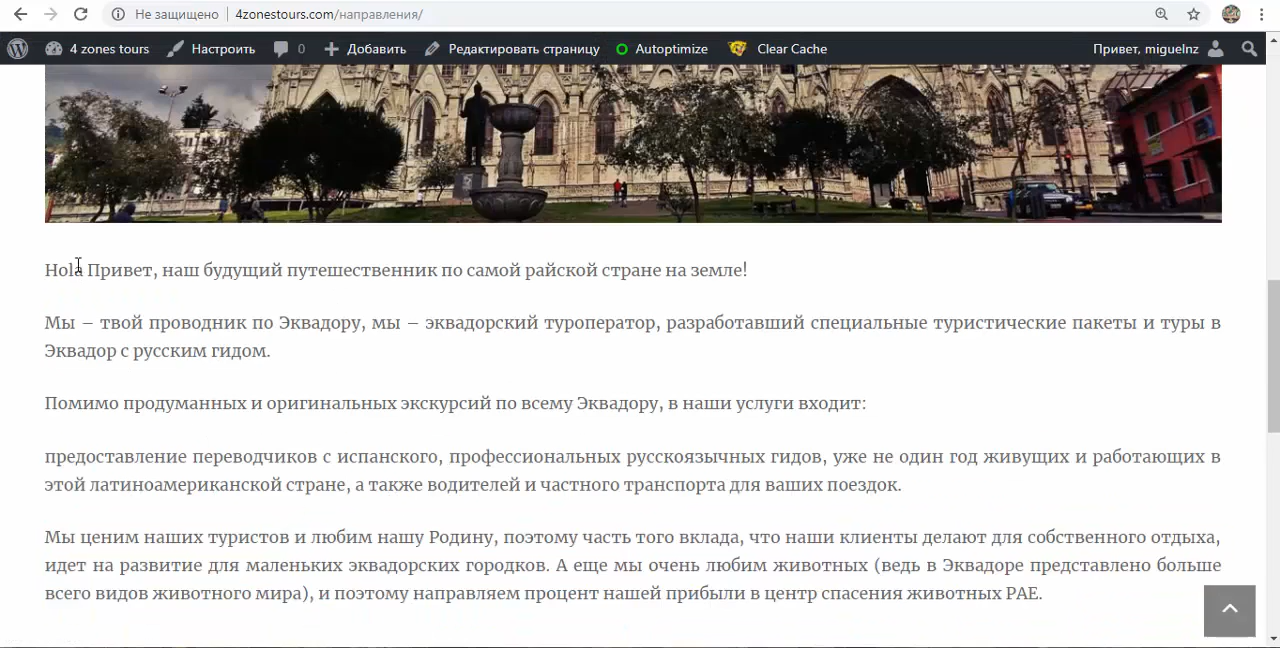 Не защищено 4zonestours.com/направления/
4 zones tours Настроить 0 Добавить Редактировать страницу Autoptimize Clear Cache Привет, miguelnz
Hola Привет, наш будущий путешественник по самой райской стране на земле!
Мы – твой проводник по Эквадору, мы – эквадорский туроператор, разработавший специальные туристические пакеты и туры в
Эквадор с русским гидом.
Помимо продуманных и оригинальных экскурсий по всему Эквадору, в наши услуги входит:
предоставление переводчиков с испанского, профессиональных русскоязычных гидов, уже не один год живущих и работающих в
этой латиноамериканской стране, а также водителей и частного транспорта для ваших поездок.
Мы ценим наших туристов и любим нашу Родину, поэтому часть того вклада, что наши клиенты делают для собственного отдыха,
идет на развитие для маленьких эквадорских городков. А еще мы очень любим животных (ведь в Эквадоре представлено больше
всего видов животного мира), и поэтому направляем процент нашей прибыли в центр спасения животных PAE.